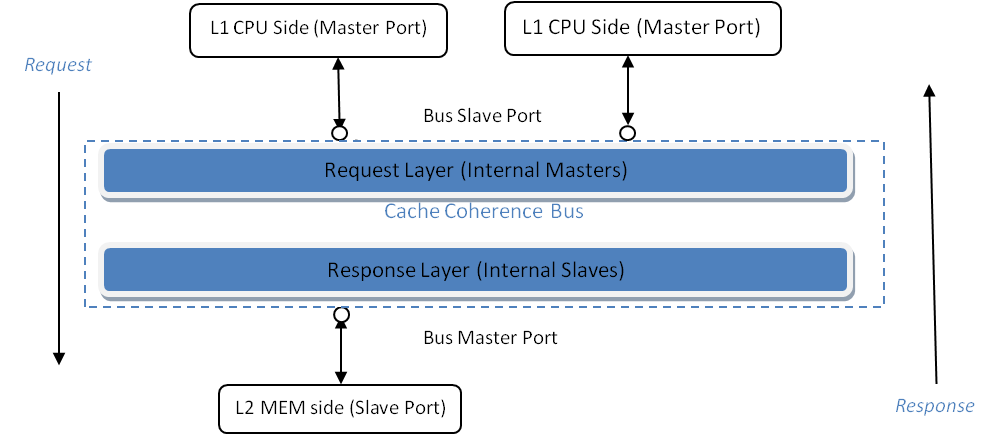 L1 CPU Side (Master Port)
L1 CPU Side (Master Port)
Request
Bus Slave Port
Request Layer (Internal Masters)
Cache Coherence Bus
Response Layer (Internal Slaves)
Bus Master Port
L2 MEM side (Slave Port)
Response